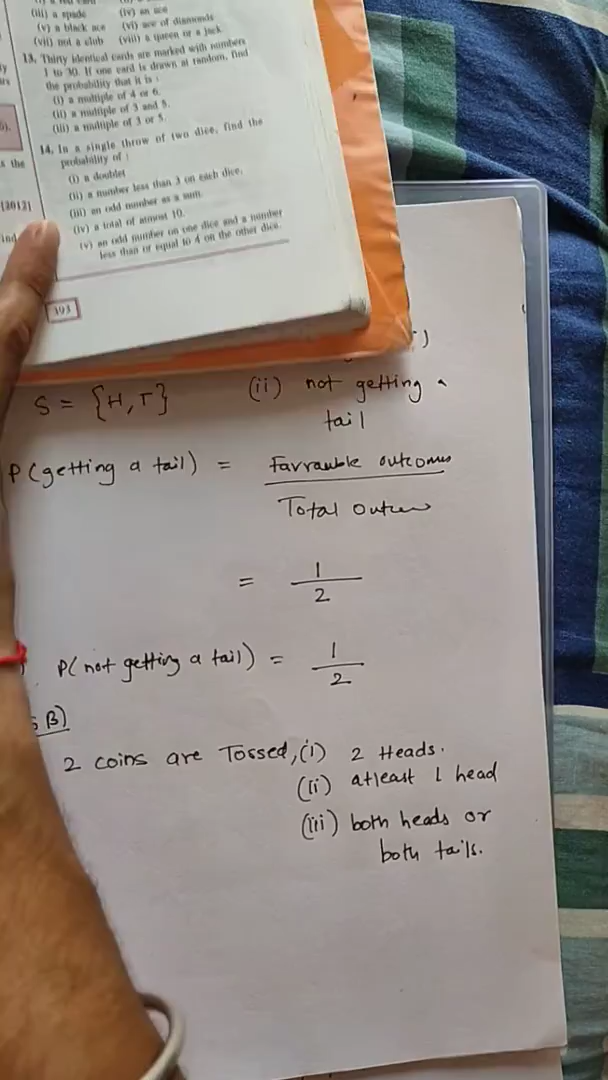 (iii) a spade (iv) an ace
(v) a black ace (vi) ace of diamonds
(vii) not a club (viii) a queen or a jack
13. Thirty identical cards are marked with numbers
1 to 30. If one card is drawn at random, find
the probability that it is :
(i) a multiple of 4 or 6.
(ii) a multiple of 3 and 5.
(iii) a multiple of 3 or 5.
14. In a single throw of two dice, find the
probability of :
(i) a doublet
(ii) a number less than 3 on each dice.
(iii) an odd number as a sum.
(iv) a total of atmost 10.
(v) an odd number on one dice and a number
less than or equal to 4 on the other dice.
s the
[2012]
ind
393
S = {H, T} (ii) not getting a
tail
P(getting a tail) = Favrauble outcomes
Total
= 1
2
P(not getting a tail) = 1
2
5 B)
2 coins are Tossed, (i) 2 Heads.
(ii) atleast 1 head
(iii) both heads or
both tails.